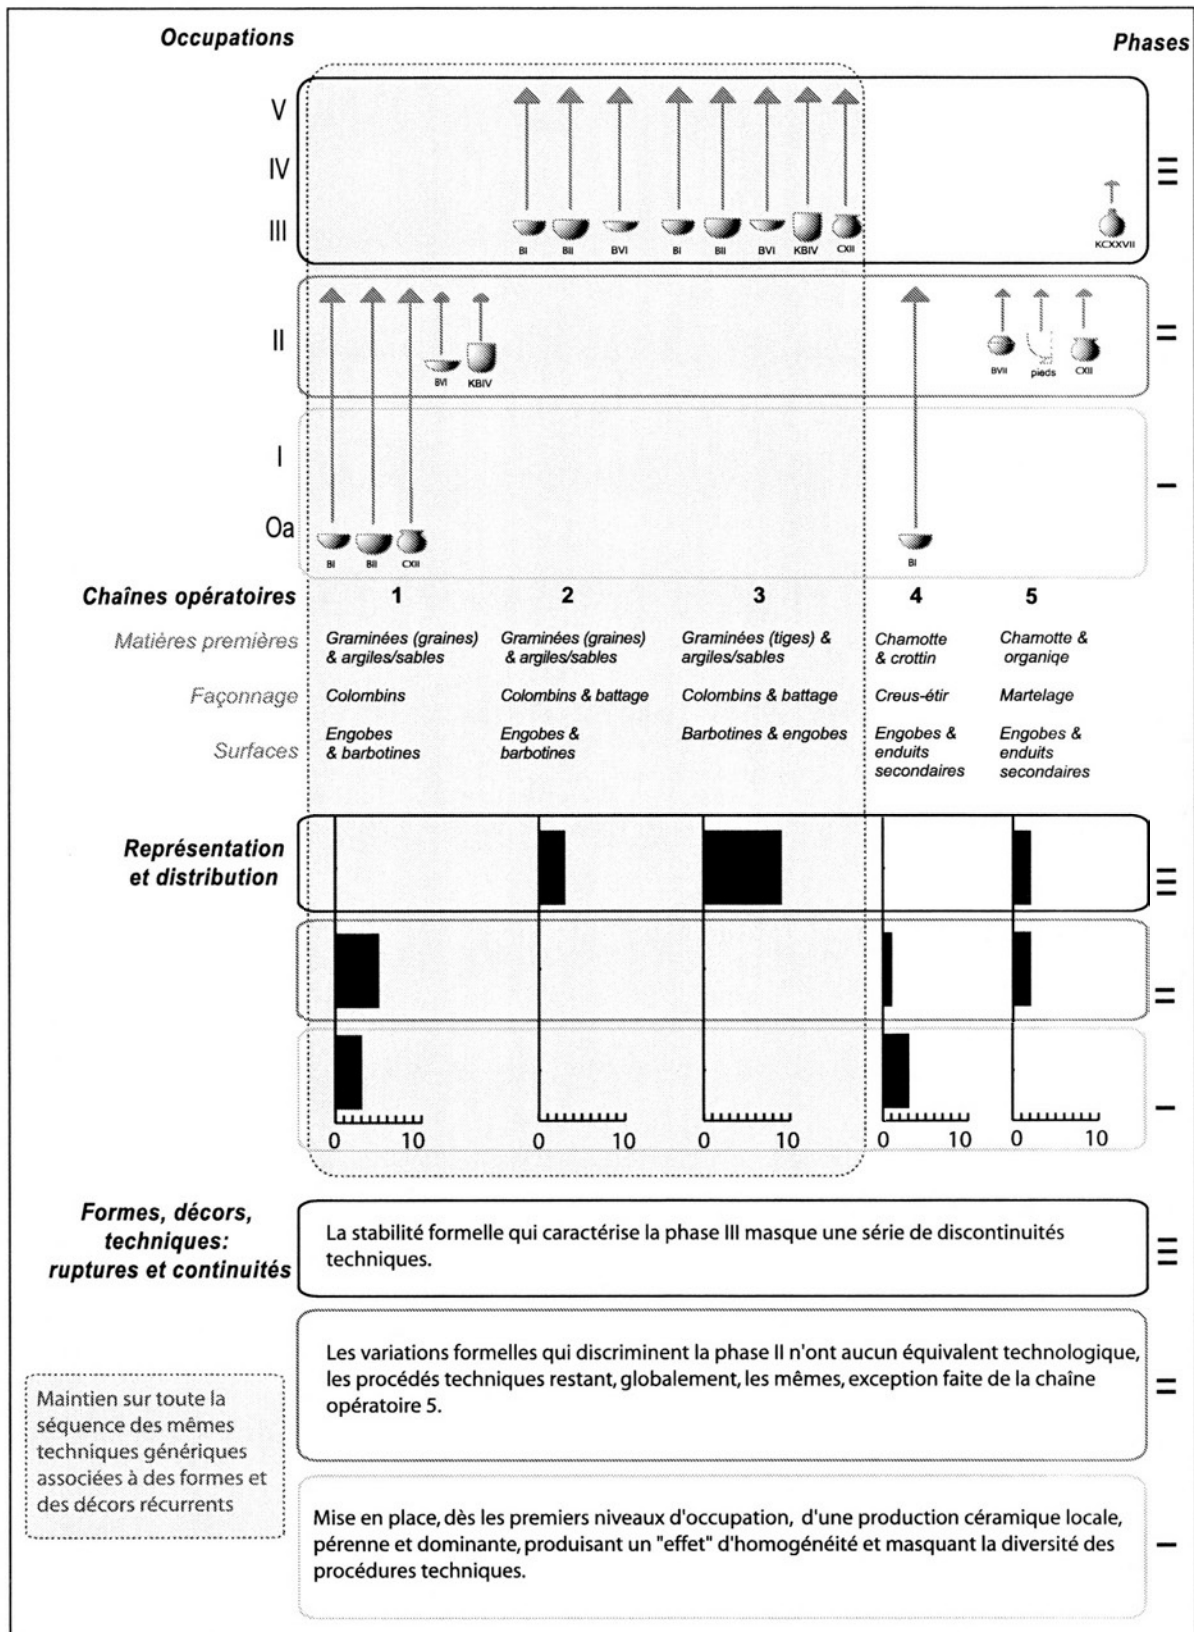 Occupations
Phases
V
IV
III
BI BII BVI BI BII BVI KBIV CXII
KCXXVII
III
II
BVI KBIV
BVII pieds CXII
II
I
Oa
BI BII CXII
BI
I
Chaînes opératoires 1 2 3 4 5
Matières premières
Graminées (graines)
& argiles/sables
Graminées (graines)
& argiles/sables
Graminées (tiges) &
argiles/sables
Chamotte
& crottin
Chamotte &
organiqe
Façonnage
Colombins
Colombins & battage
Colombins & battage
Creus-étir
Martelage
Surfaces
Engobes
& barbotines
Engobes &
barbotines
Barbotines & engobes
Engobes &
enduits
secondaires
Engobes &
enduits
secondaires
Représentation
et distribution
III
II
I
0 10
0 10
0 10
0 10
0 10
Formes, décors,
techniques:
ruptures et continuités
La stabilité formelle qui caractérise la phase III masque une série de discontinuités
techniques.
III
Les variations formelles qui discriminent la phase II n'ont aucun équivalent technologique,
les procédés techniques restant, globalement, les mêmes, exception faite de la chaîne
opératoire 5.
II
Maintien sur toute la
séquence des mêmes
techniques génériques
associées à des formes et
des décors récurrents
Mise en place, dès les premiers niveaux d'occupation, d'une production céramique locale,
pérenne et dominante, produisant un "effet" d'homogénéité et masquant la diversité des
procédures techniques.
I